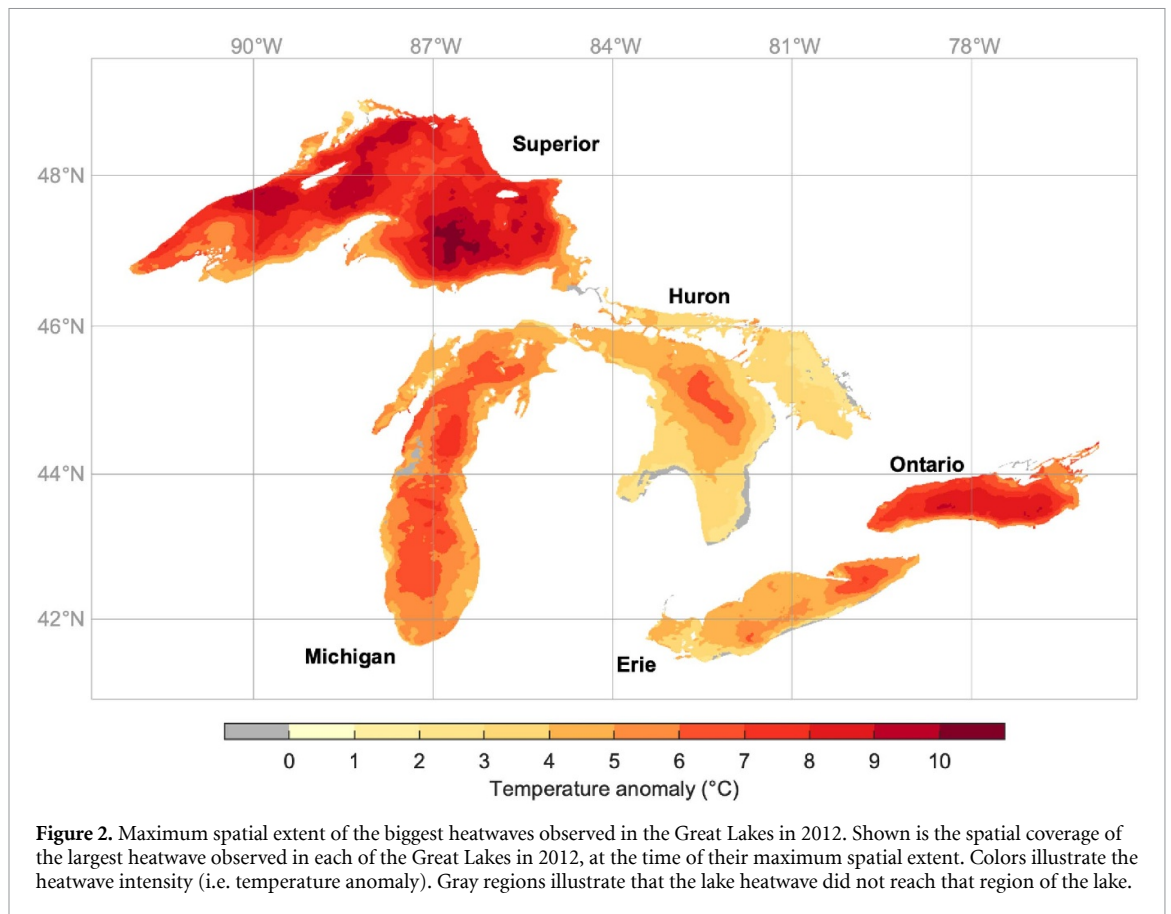 90°W 87°W 84°W 81°W 78°W
Superior
48°N
Huron
46°N
Ontario
44°N
42°N
Michigan
Erie
0 1 2 3 4 5 6 7 8 9 10
Temperature anomaly (°C)
Figure 2. Maximum spatial extent of the biggest heatwaves observed in the Great Lakes in 2012. Shown is the spatial coverage of
the largest heatwave observed in each of the Great Lakes in 2012, at the time of their maximum spatial extent. Colors illustrate the
heatwave intensity (i.e. temperature anomaly). Gray regions illustrate that the lake heatwave did not reach that region of the lake.